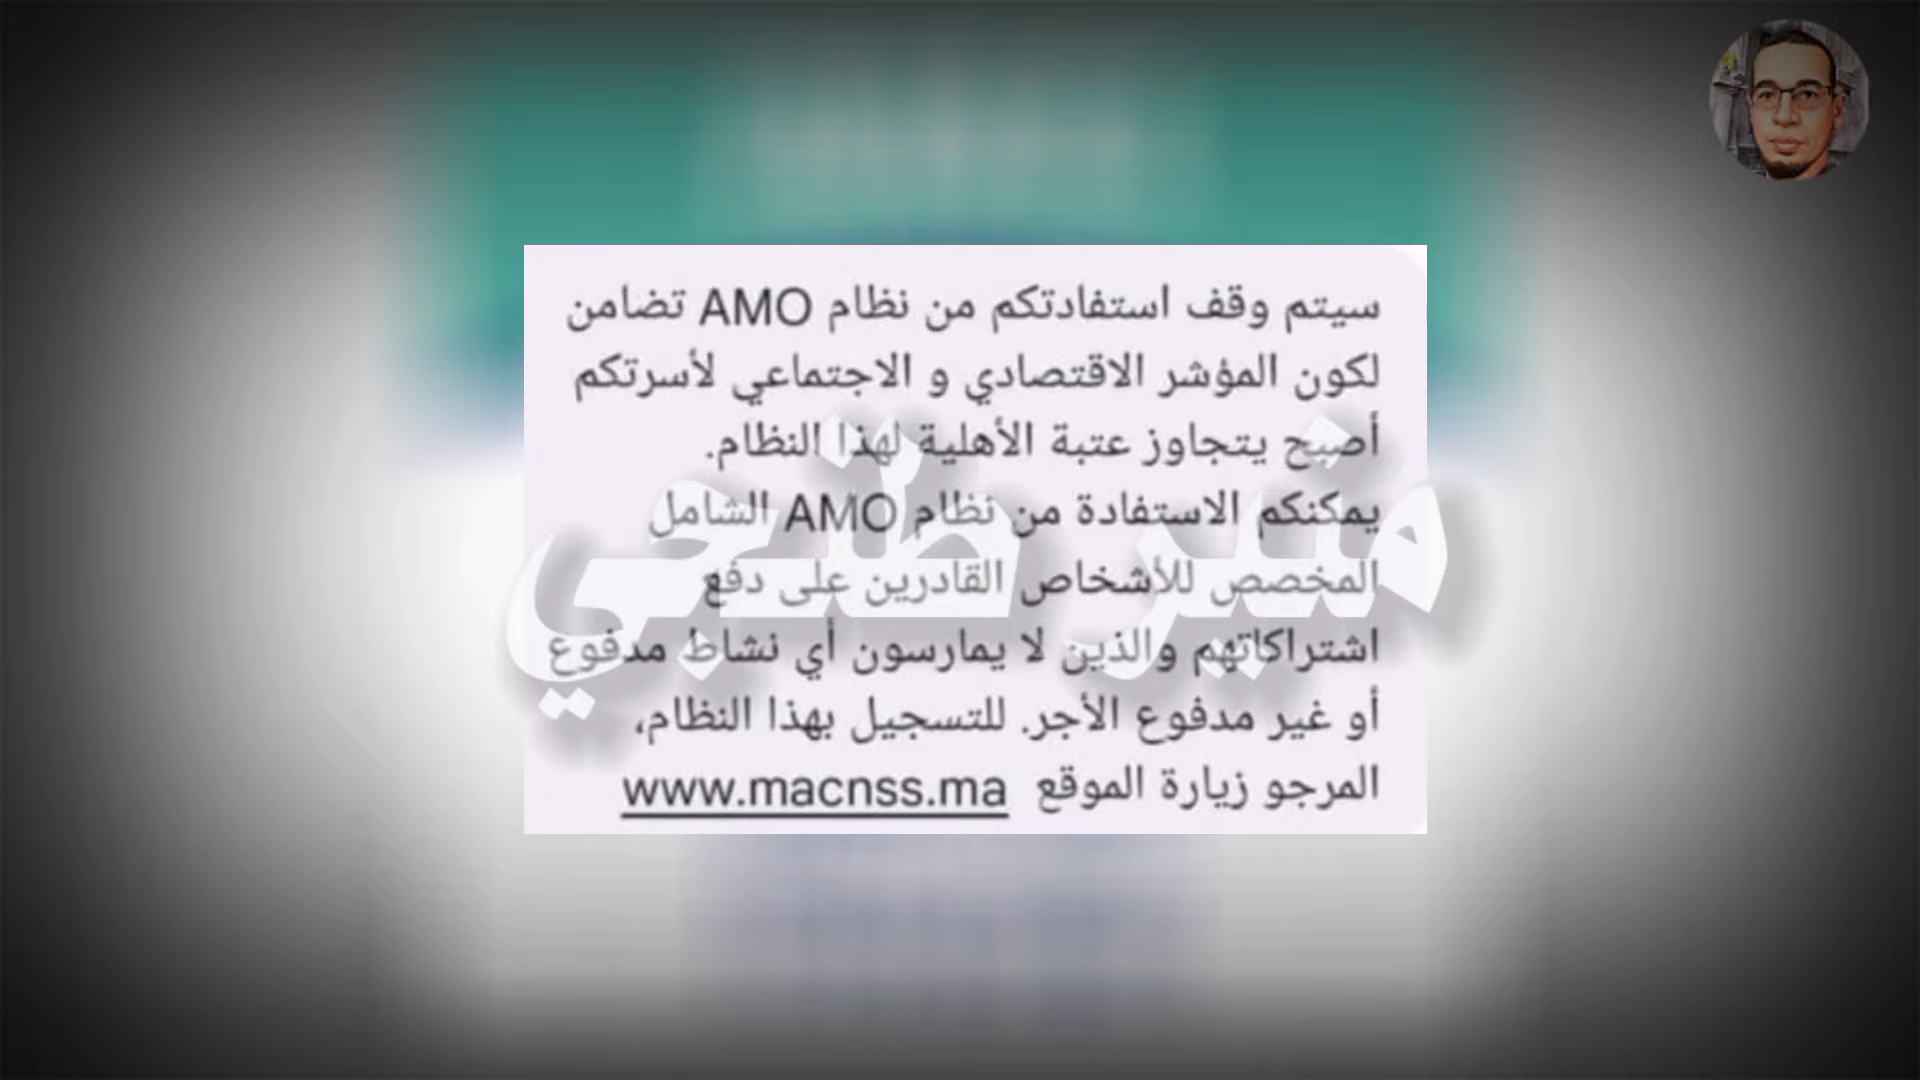 سيتم وقف استفادتكم من نظام AMO تضامن
لكون المؤشر الاقتصادي و الاجتماعي لأسرتكم
أصبح يتجاوز عتبة الأهلية لهذا النظام.
يمكنكم الاستفادة من نظام AMO الشامل
المخصص للأشخاص القادرين على دفع
اشتراكاتهم والذين لا يمارسون أي نشاط مدفوع
أو غير مدفوع الأجر. للتسجيل بهذا النظام،
المرجو زيارة الموقع www.macnss.ma
منير طنجي